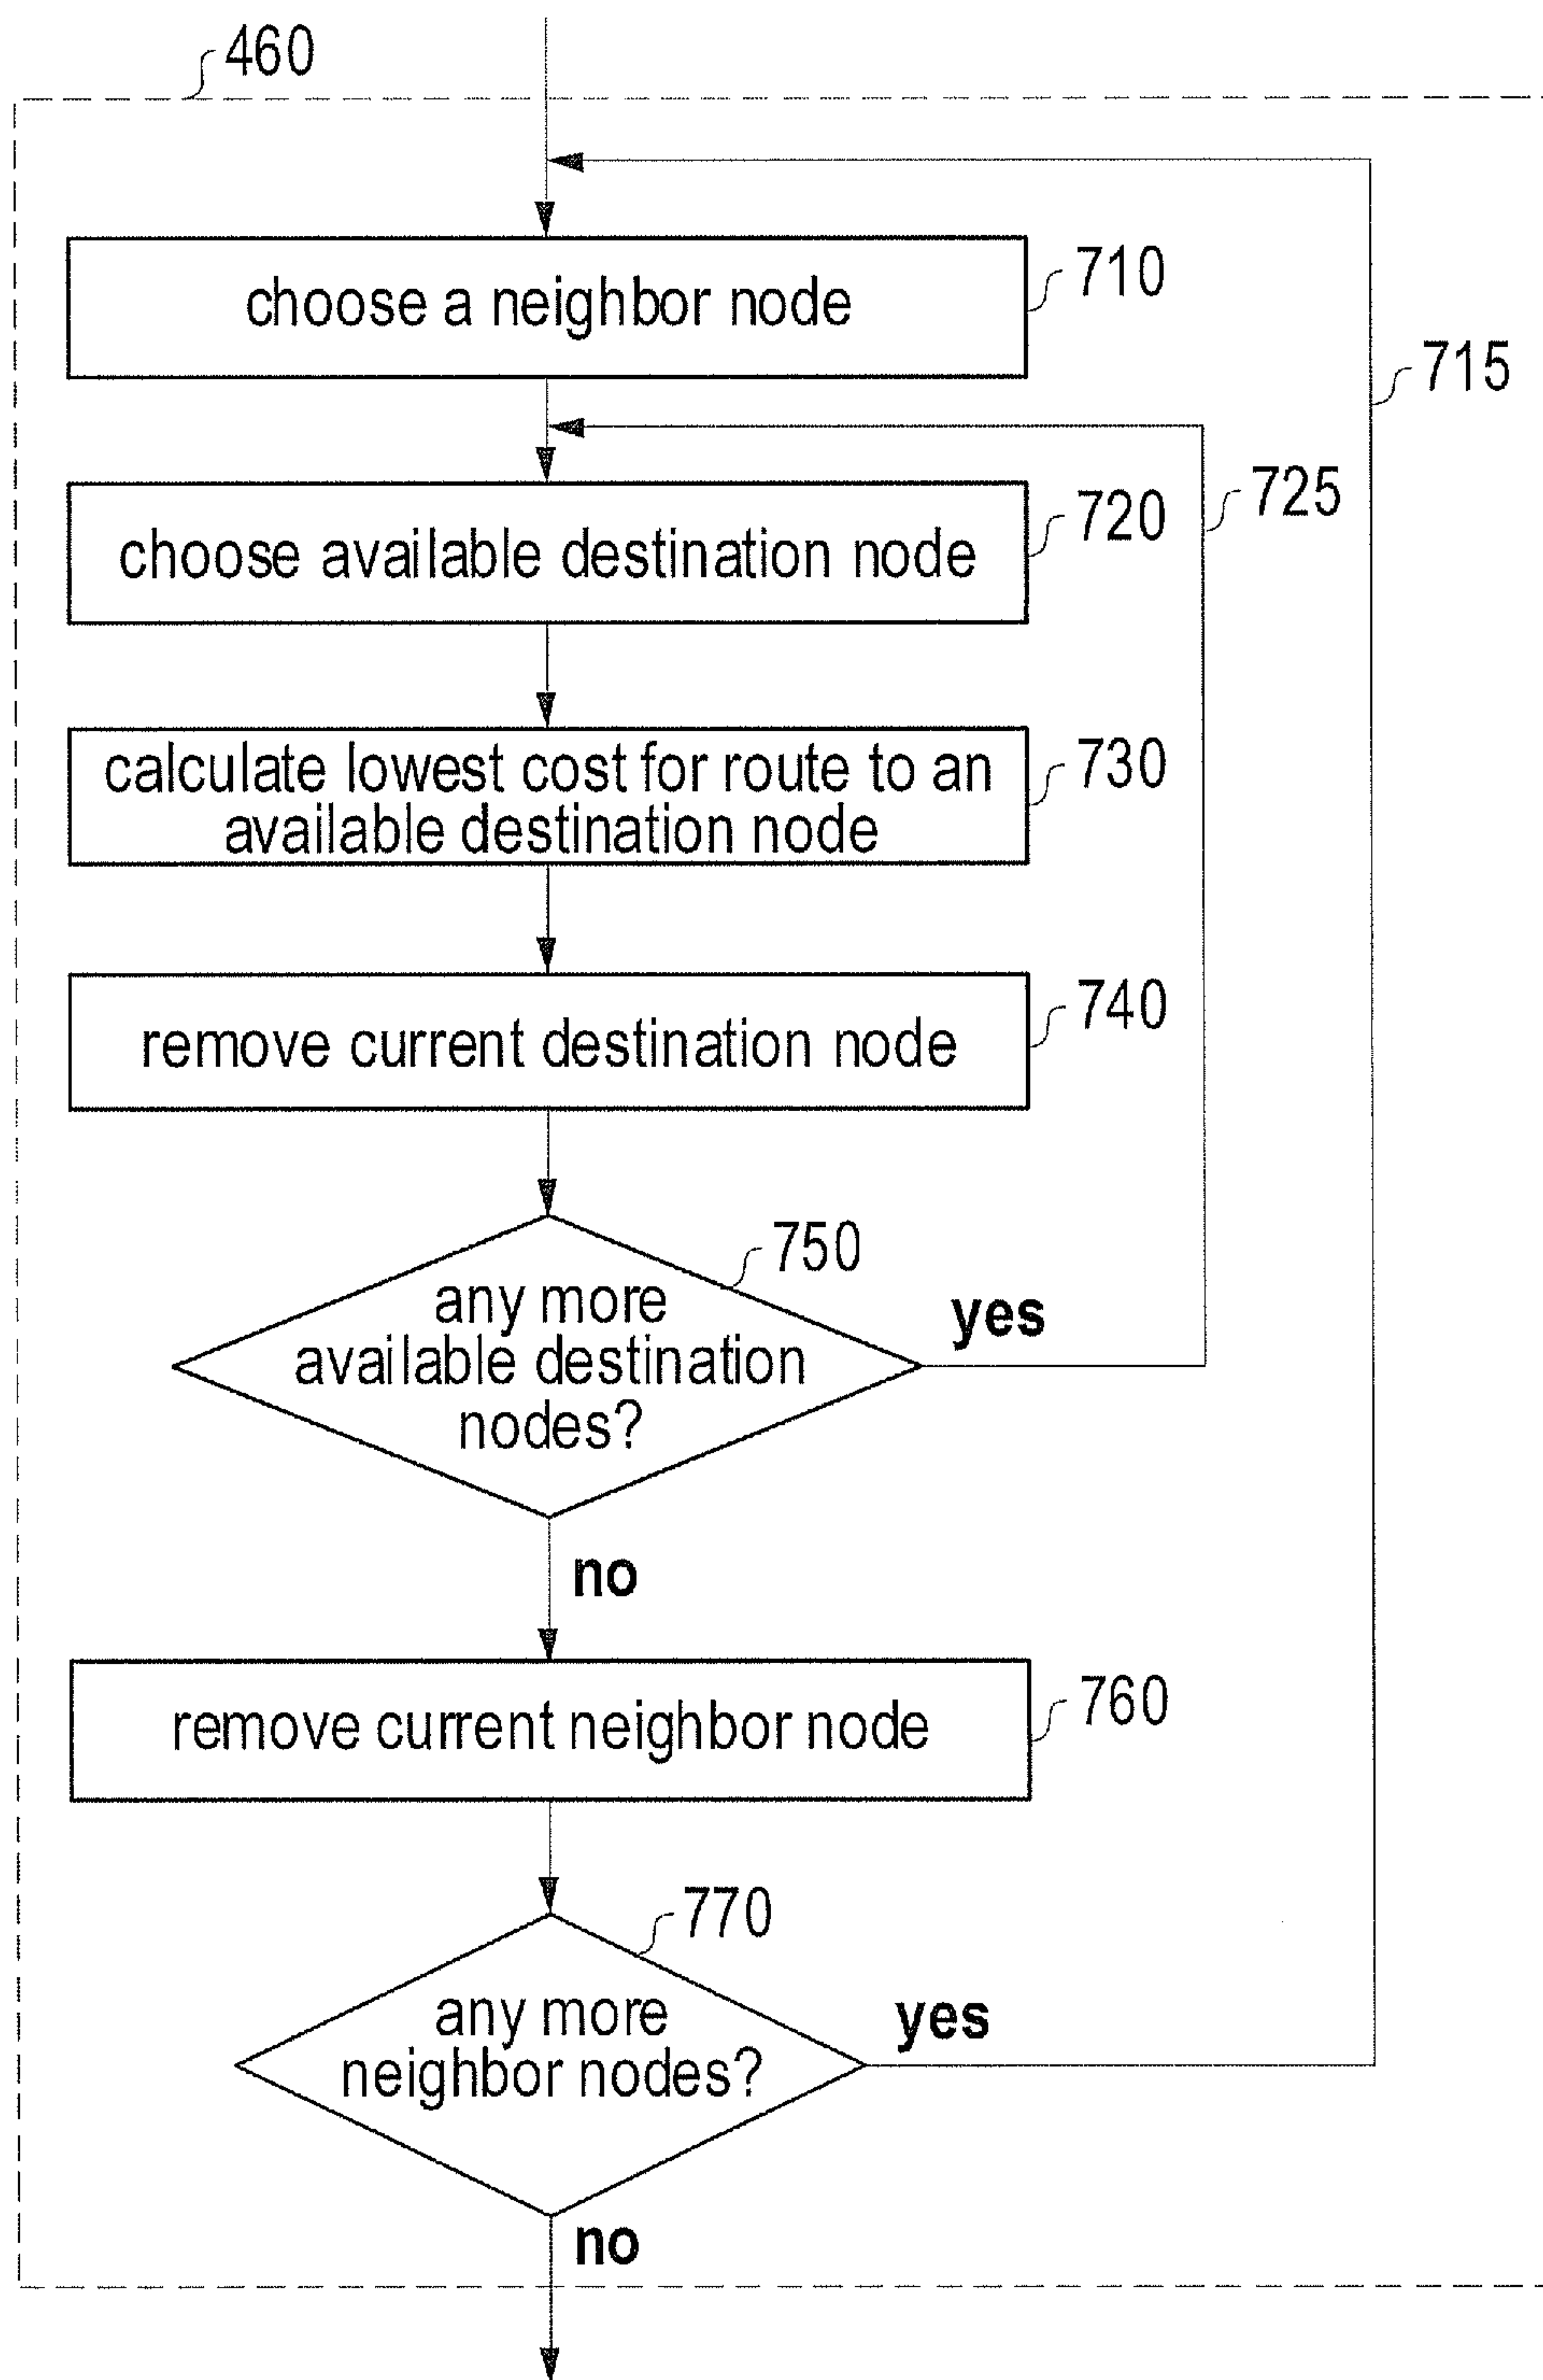 460
choose a neighbor node
710
715
choose available destination node
720
725
calculate lowest cost for route to an
available destination node
730
remove current destination node
740
750
any more
available destination
nodes?
yes
no
remove current neighbor node
760
770
any more
neighbor nodes?
yes
no